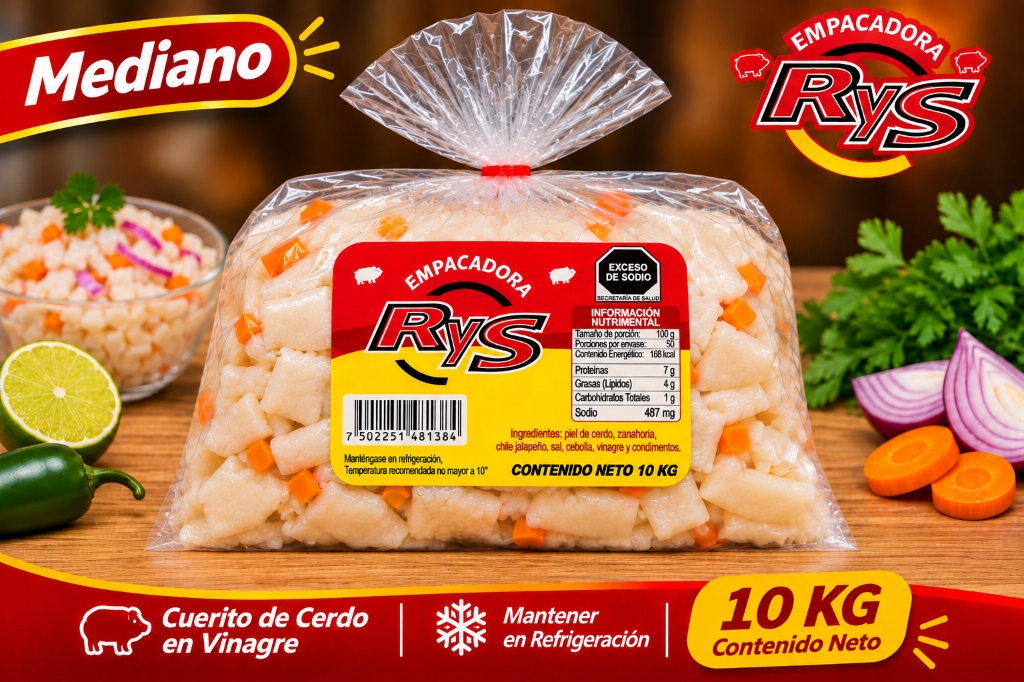 Mediano
EMPACADORA
RyS
EMPACADORA
RyS
EXCESO
DE SODIO
SECRETARÍA DE SALUD
INFORMACIÓN
NUTRIMENTAL
Tamaño de porción: 100 g
Porciones por envase: 50
Contenido Energético: 168 kcal
Proteínas 7 g
Grasas (Lípidos) 4 g
Carbohidratos Totales 1 g
Sodio 487 mg
7 502251 481384
Ingredientes: piel de cerdo, zanahoria,
chile jalapeño, sal, cebolla, vinagre y condimentos.
Manténgase en refrigeración,
Temperatura recomendada no mayor a 10°
CONTENIDO NETO 10 KG
Cuerito de Cerdo
en Vinagre
Mantener
en Refrigeración
10 KG
Contenido Neto